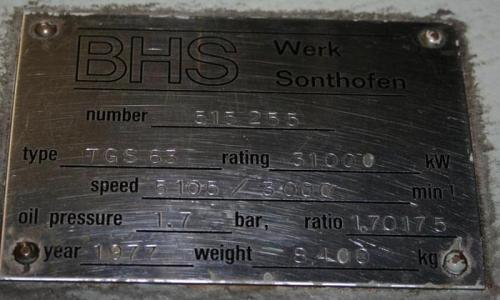 BHS Werk
Sonthofen
number 515 255
type TGS 63 rating 31000 kW
speed 5105 / 3000 min-1
oil pressure 1.7 bar, ratio 1,70175
year 1977 weight 8400 kg